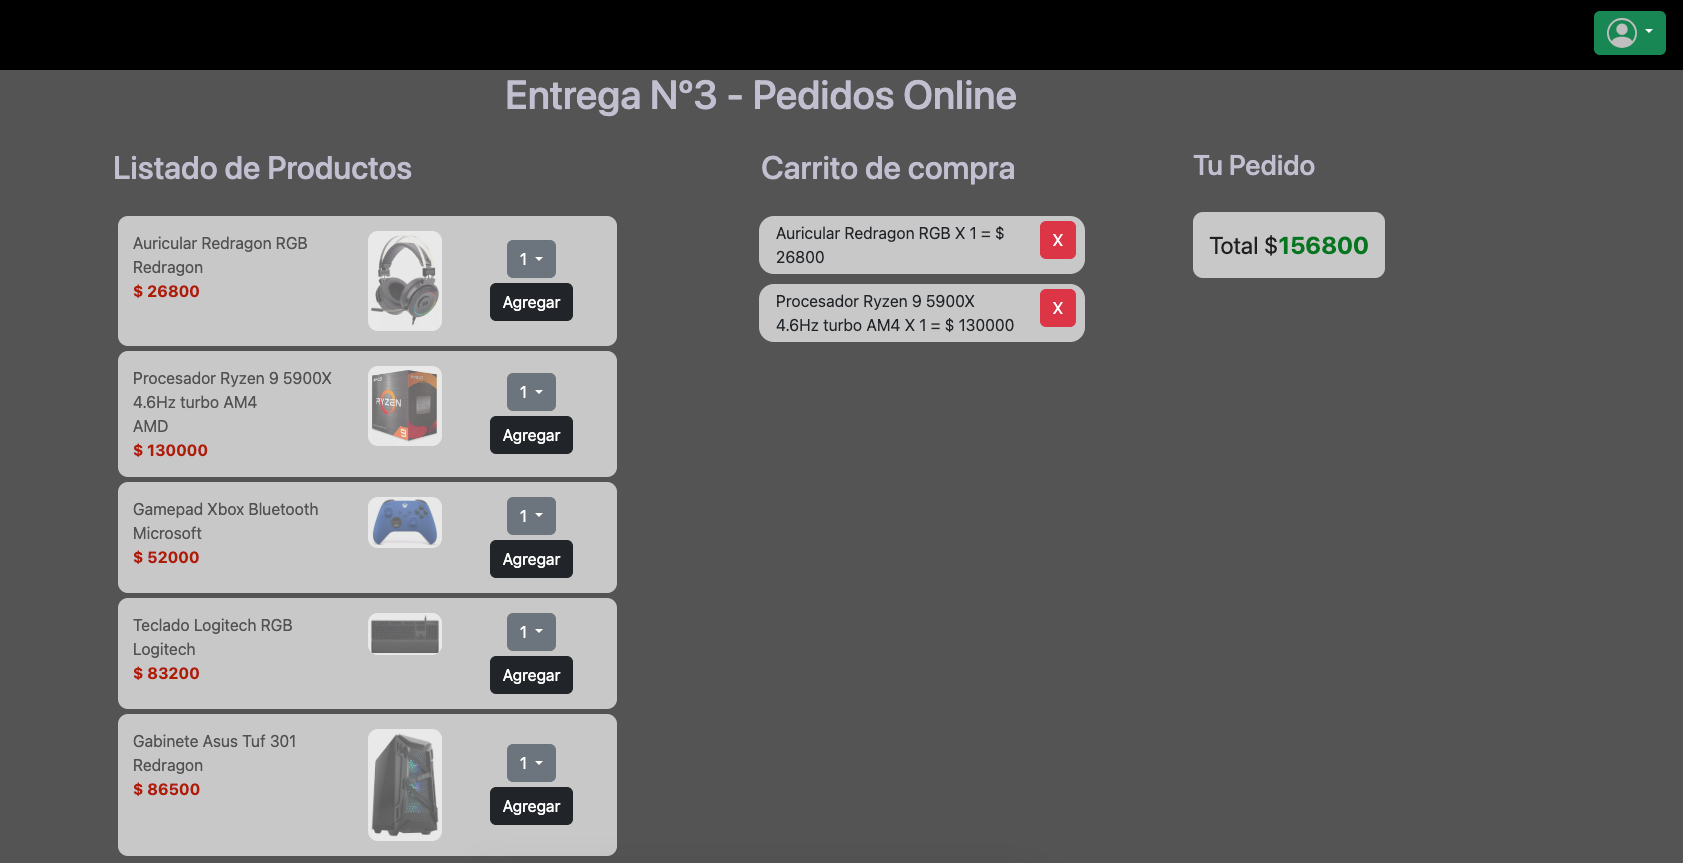 Entrega N°3 - Pedidos Online
Listado de Productos
Auricular Redragon RGB
Redragon
$ 26800
1
Agregar
Procesador Ryzen 9 5900X
4.6Hz turbo AM4
AMD
$ 130000
RYZEN
9
1
Agregar
Gamepad Xbox Bluetooth
Microsoft
$ 52000
1
Agregar
Teclado Logitech RGB
Logitech
$ 83200
1
Agregar
Gabinete Asus Tuf 301
Redragon
$ 86500
1
Agregar
Carrito de compra
Auricular Redragon RGB X 1 = $
26800
X
Procesador Ryzen 9 5900X
4.6Hz turbo AM4 X 1 = $ 130000
X
Tu Pedido
Total $156800